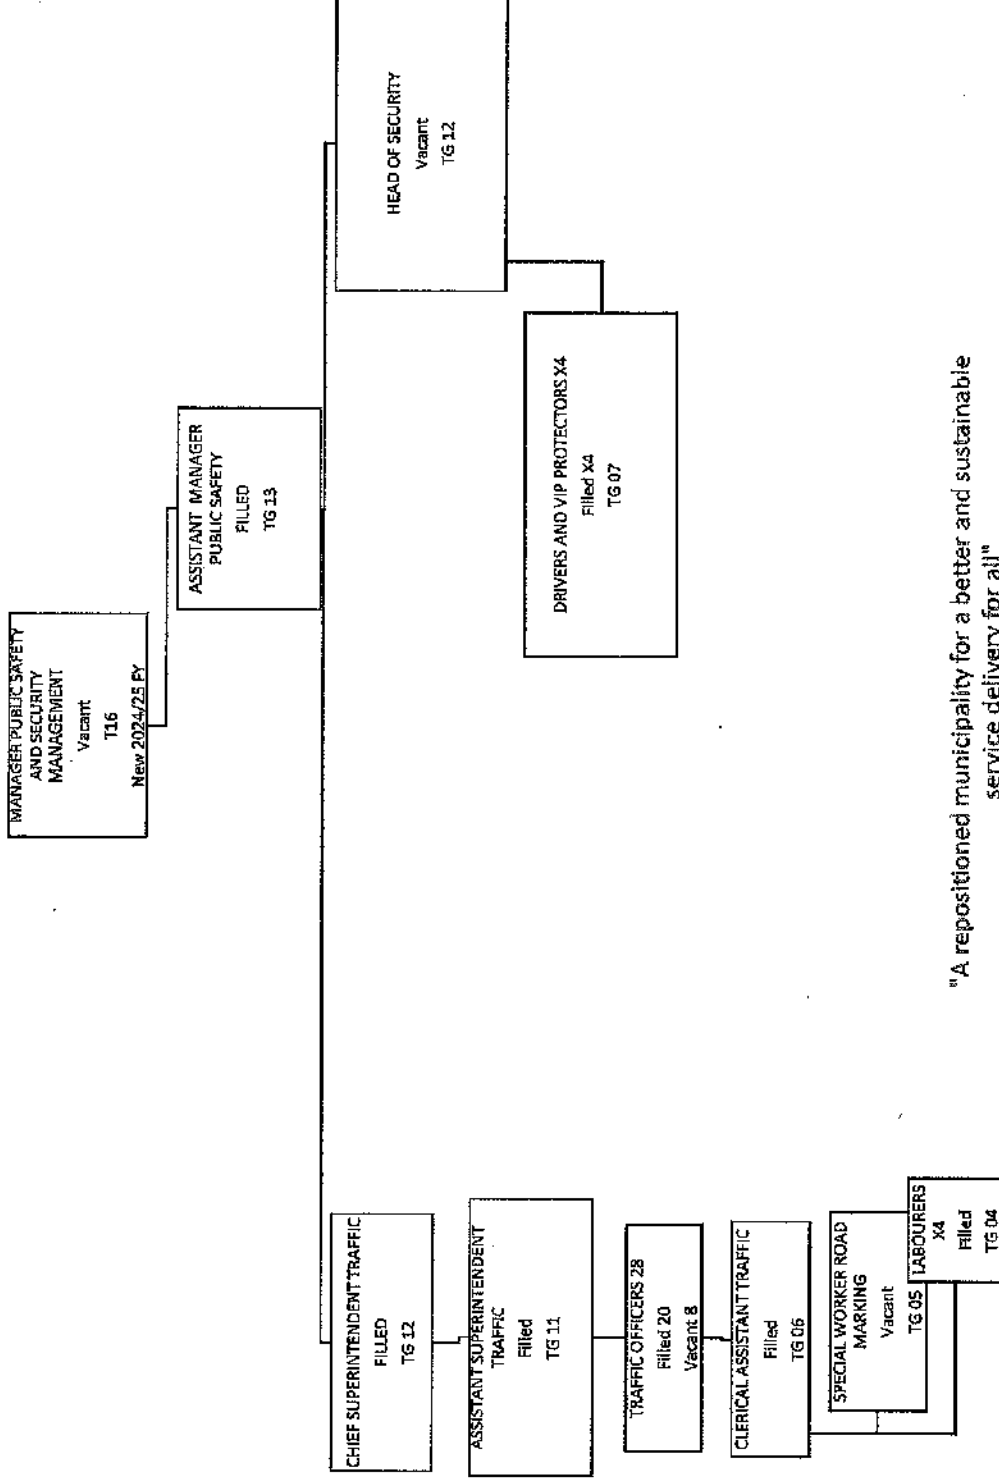 MANAGER PUBLIC SAFETY
AND SECURITY
MANAGEMENT
Vacant
T16
New 2024/25 FY
ASSISTANT MANAGER
PUBLIC SAFETY
FILLED
TG 13
CHIEF SUPERINTENDENT TRAFFIC
FILLED
TG 12
HEAD OF SECURITY
Vacant
TG 12
ASSISTANT SUPERINTENDENT
TRAFFIC
Filled
TG 11
DRIVERS AND VIP PROTECTORS X4
Filled X4
TG 07
TRAFFIC OFFICERS 28
Filled 20
Vacant 8
CLERICAL ASSISTANT TRAFFIC
Filled
TG 06
SPECIAL WORKER ROAD
MARKING
Vacant
TG 05
LABOURERS
X4
Filled
TG 04
"A repositioned municipality for a better and sustainable
service delivery for all"